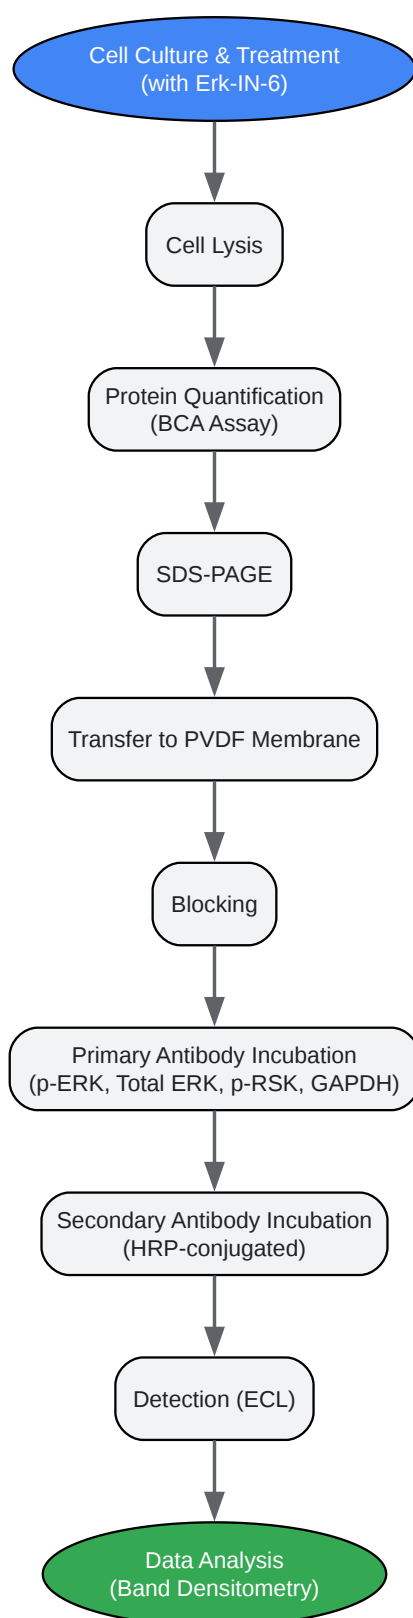 Cell Culture & Treatment
(with Erk-IN-6)
Cell Lysis
Protein Quantification
(BCA Assay)
SDS-PAGE
Transfer to PVDF Membrane
Blocking
Primary Antibody Incubation
(p-ERK, Total ERK, p-RSK, GAPDH)
Secondary Antibody Incubation
(HRP-conjugated)
Detection (ECL)
Data Analysis
(Band Densitometry)